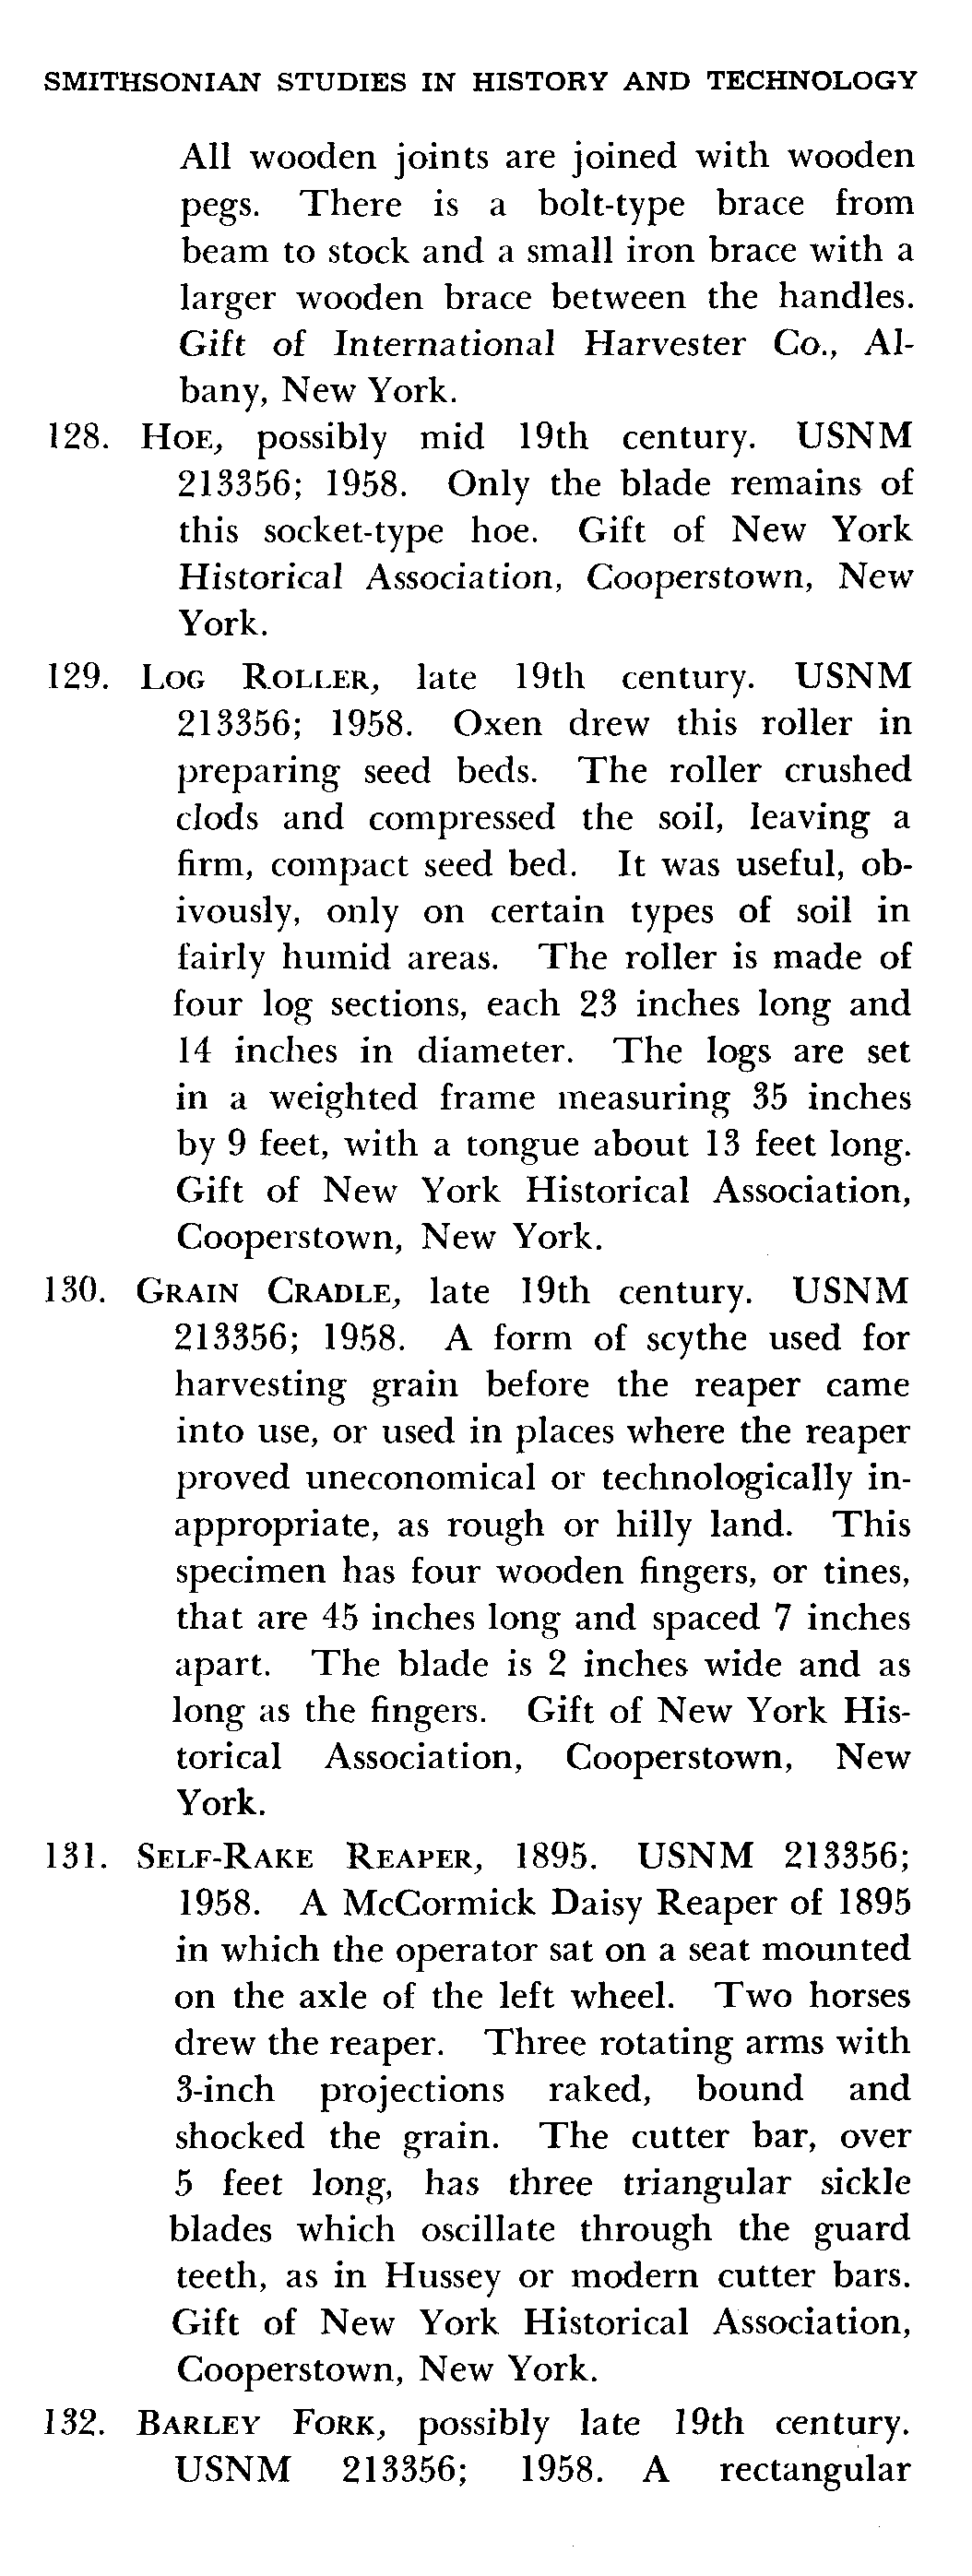 SMITHSONIAN STUDIES IN HISTORY AND TECHNOLOGY
All wooden joints are joined with wooden
pegs. There is a bolt-type brace from
beam to stock and a small iron brace with a
larger wooden brace between the handles.
Gift of International Harvester Co., Al-
bany, New York.
128. HOE, possibly mid 19th century. USNM
213356; 1958. Only the blade remains of
this socket-type hoe. Gift of New York
Historical Association, Cooperstown, New
York.
129. LOG ROLLER, late 19th century. USNM
213356; 1958. Oxen drew this roller in
preparing seed beds. The roller crushed
clods and compressed the soil, leaving a
firm, compact seed bed. It was useful, ob-
ivously, only on certain types of soil in
fairly humid areas. The roller is made of
four log sections, each 23 inches long and
14 inches in diameter. The logs are set
in a weighted frame measuring 35 inches
by 9 feet, with a tongue about 13 feet long.
Gift of New York Historical Association,
Cooperstown, New York.
130. GRAIN CRADLE, late 19th century. USNM
213356; 1958. A form of scythe used for
harvesting grain before the reaper came
into use, or used in places where the reaper
proved uneconomical or technologically in-
appropriate, as rough or hilly land. This
specimen has four wooden fingers, or tines,
that are 45 inches long and spaced 7 inches
apart. The blade is 2 inches wide and as
long as the fingers. Gift of New York His-
torical Association, Cooperstown, New
York.
131. SELF-RAKE REAPER, 1895. USNM 213356;
1958. A McCormick Daisy Reaper of 1895
in which the operator sat on a seat mounted
on the axle of the left wheel. Two horses
drew the reaper. Three rotating arms with
3-inch projections raked, bound and
shocked the grain. The cutter bar, over
5 feet long, has three triangular sickle
blades which oscillate through the guard
teeth, as in Hussey or modern cutter bars.
Gift of New York Historical Association,
Cooperstown, New York.
132. BARLEY FORK, possibly late 19th century.
USNM 213356; 1958. A rectangular